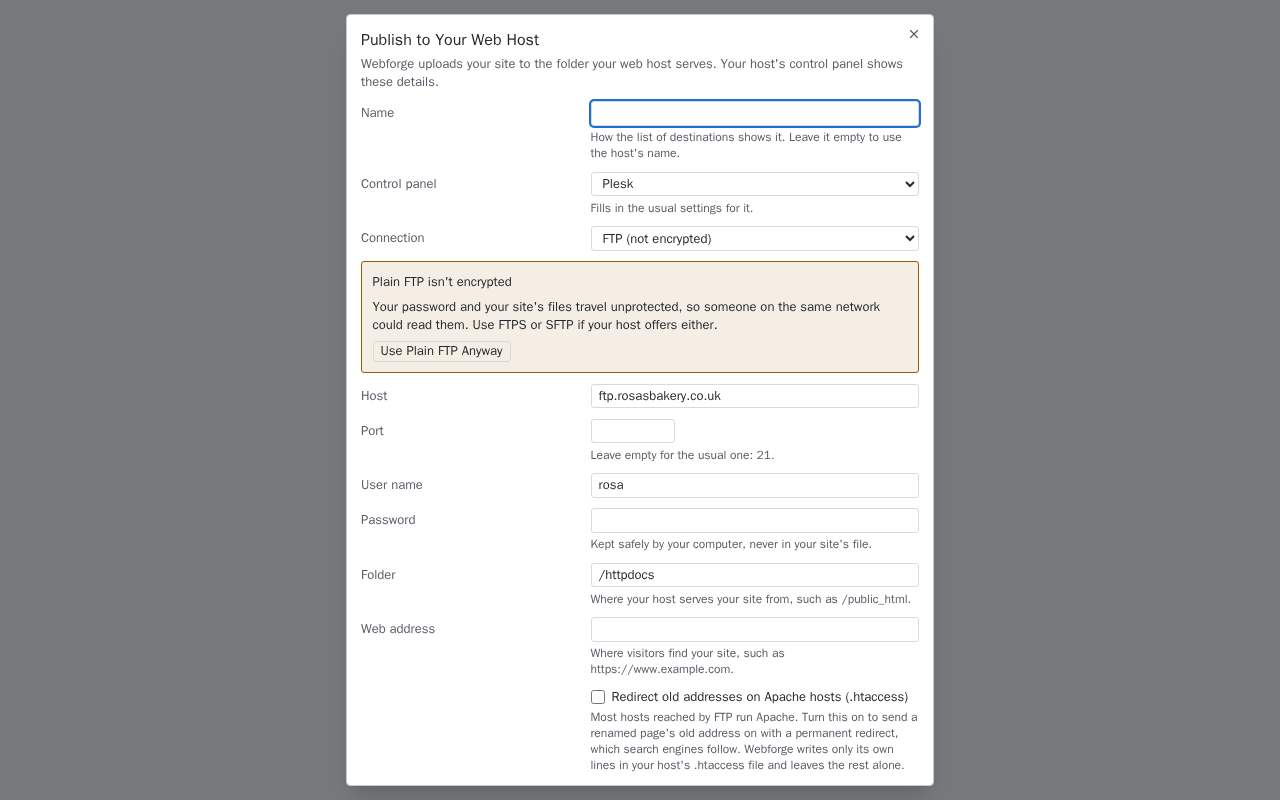 Publish to Your Web Host
Webforge uploads your site to the folder your web host serves. Your host's control panel shows
these details.
Name
How the list of destinations shows it. Leave it empty to use
the host's name.
Control panel
Plesk
Fills in the usual settings for it.
Connection
FTP (not encrypted)
Plain FTP isn't encrypted
Your password and your site's files travel unprotected, so someone on the same network
could read them. Use FTPS or SFTP if your host offers either.
Use Plain FTP Anyway
Host
ftp.rosasbakery.co.uk
Port
Leave empty for the usual one: 21.
User name
rosa
Password
Kept safely by your computer, never in your site's file.
Folder
/httpdocs
Where your host serves your site from, such as /public_html.
Web address
Where visitors find your site, such as
https://www.example.com.
Redirect old addresses on Apache hosts (.htaccess)
Most hosts reached by FTP run Apache. Turn this on to send a
renamed page's old address on with a permanent redirect,
which search engines follow. Webforge writes only its own
lines in your host's .htaccess file and leaves the rest alone.